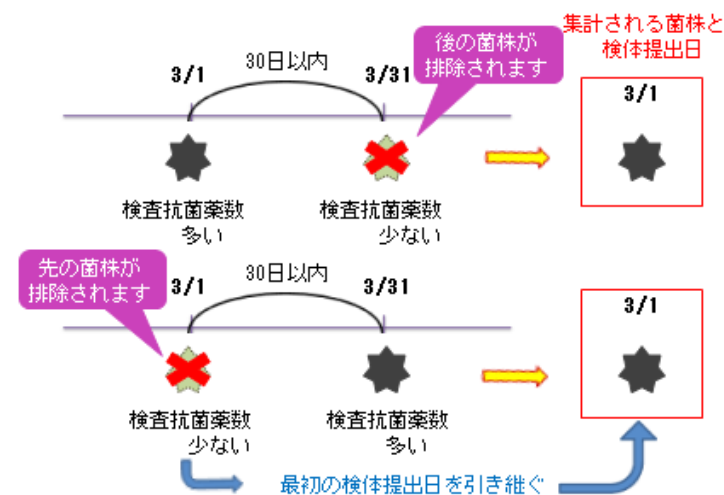 集計される菌株と
検体提出日
後の菌株が
排除されます
30日以内
3/1
3/31
3/1
検査抗菌薬数
多い
検査抗菌薬数
少ない
先の菌株が
排除されます
30日以内
3/1
3/31
3/1
検査抗菌薬数
少ない
検査抗菌薬数
多い
最初の検体提出日を引き継ぐ